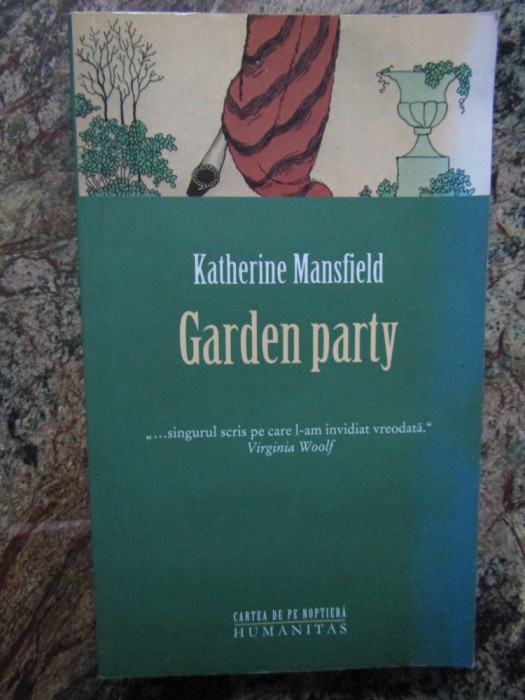 Katherine Mansfield
Garden party
„...singurul scris pe care l-am invidiat vreodată.“
Virginia Woolf
CARTEA DE PE NOPTIERĂ
HUMANITAS